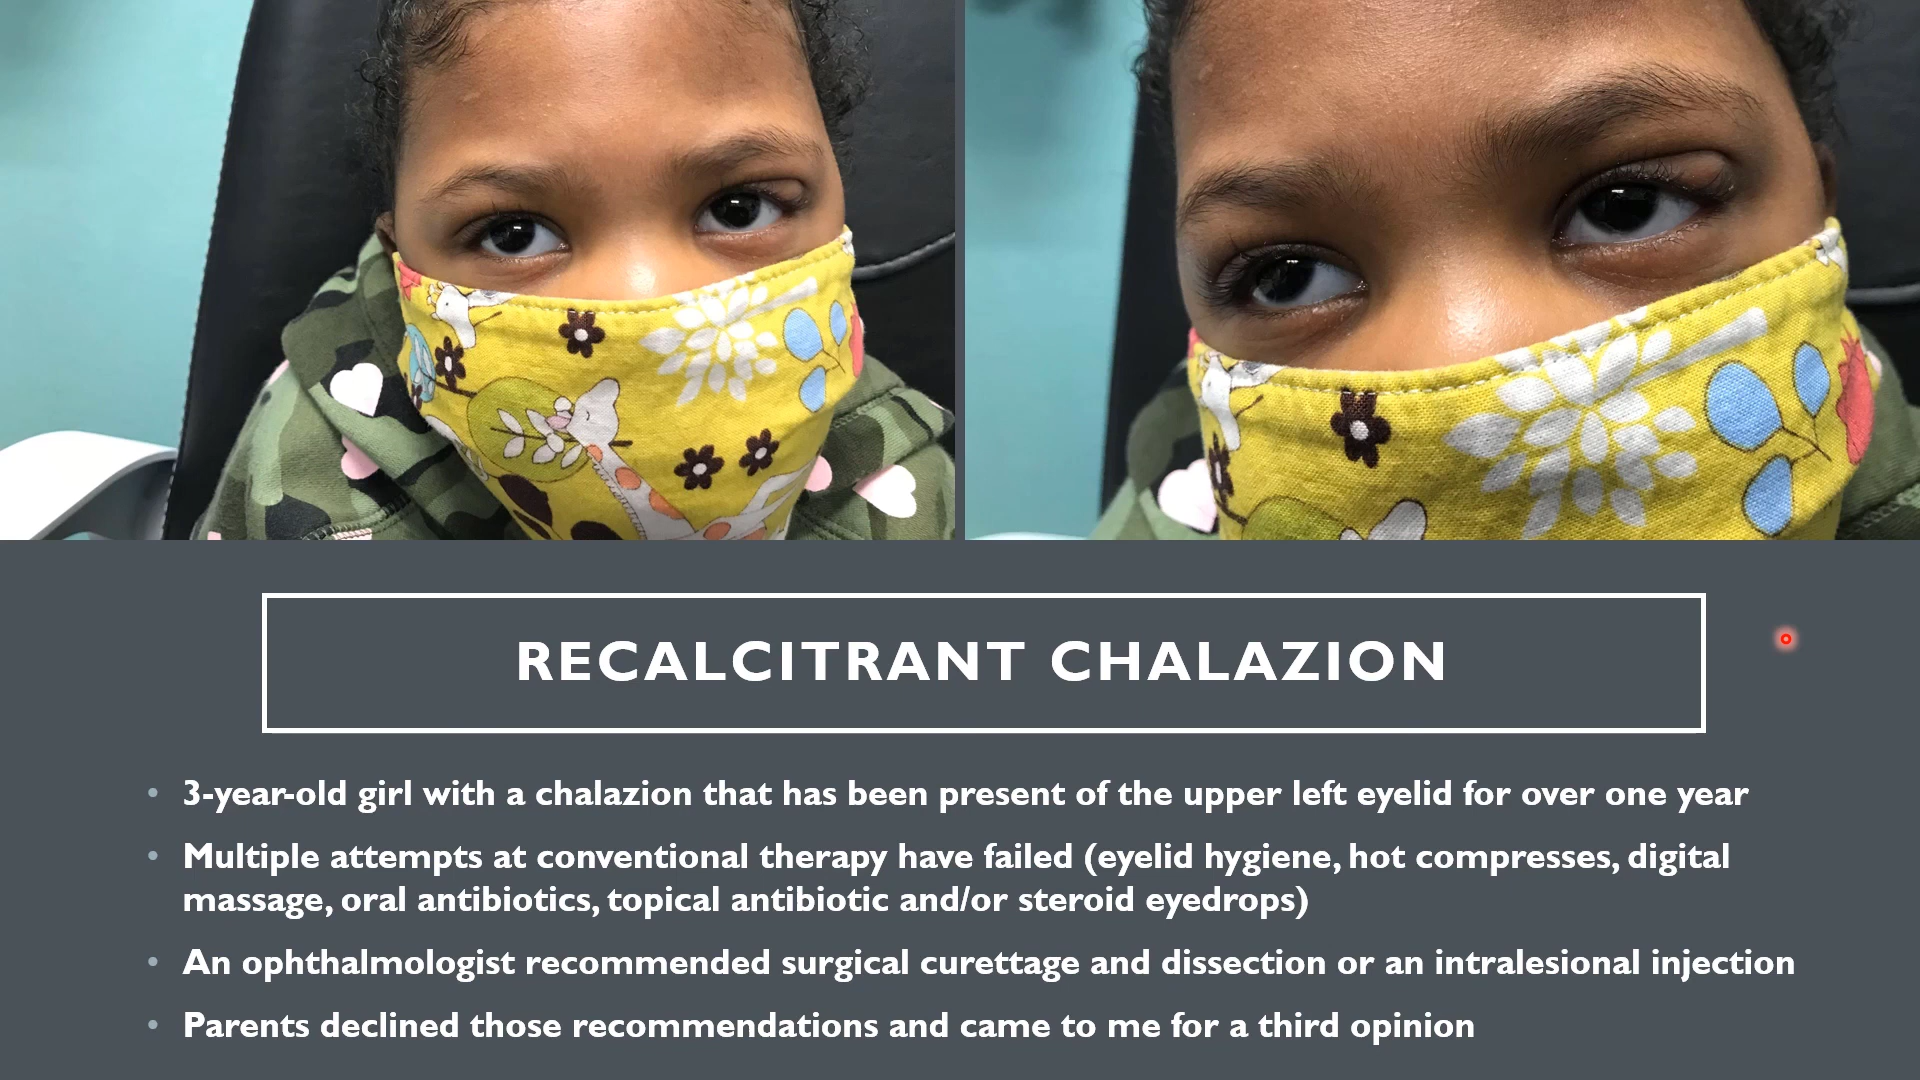 RECALCITRANT CHALAZION
• 3-year-old girl with a chalazion that has been present of the upper left eyelid for over one year
• Multiple attempts at conventional therapy have failed (eyelid hygiene, hot compresses, digital
massage, oral antibiotics, topical antibiotic and/or steroid eyedrops)
• An ophthalmologist recommended surgical curettage and dissection or an intralesional injection
• Parents declined those recommendations and came to me for a third opinion